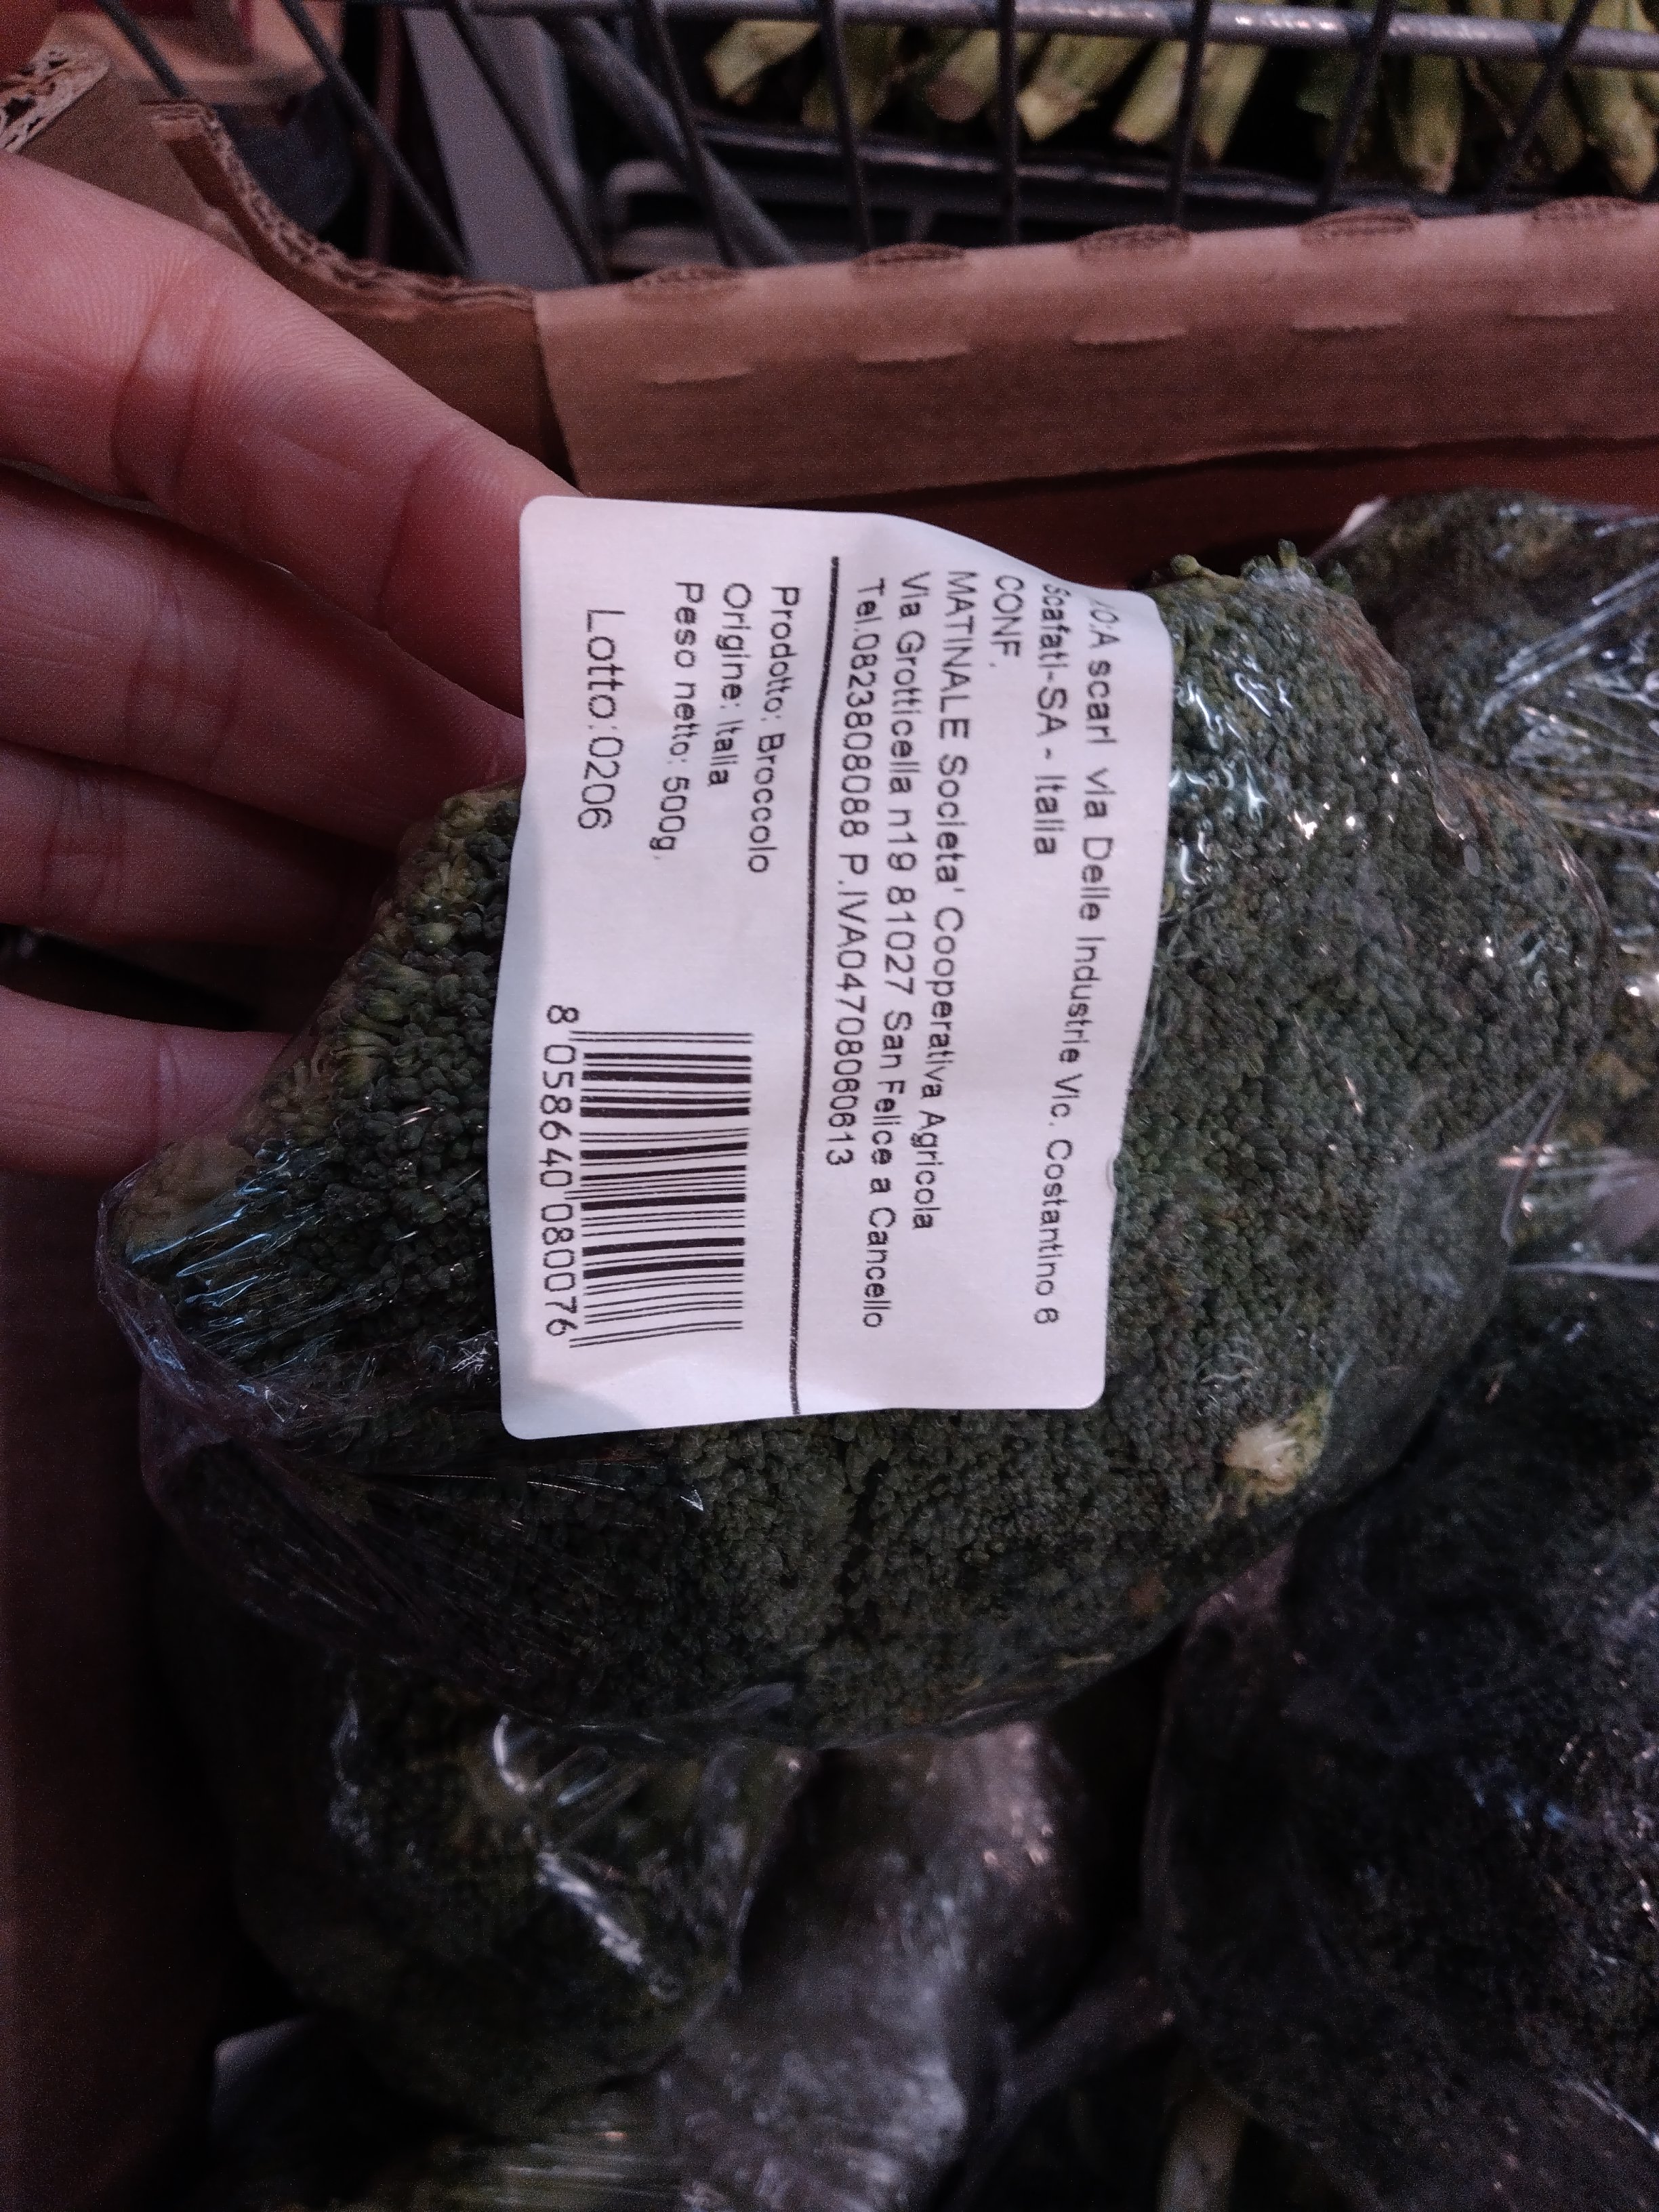 scarl via Delle Industrie Vic. Costantino 6
Scafati-SA - Italia
CONF.
MATINALE Societa' Cooperativa Agricola
Via Grotticella n19 81027 San Felice a Cancello
Tel.0823808088 P.IVA04708060613
Prodotto: Broccolo
Origine: Italia
Peso netto: 500g.
Lotto:0206
8 058640 080076